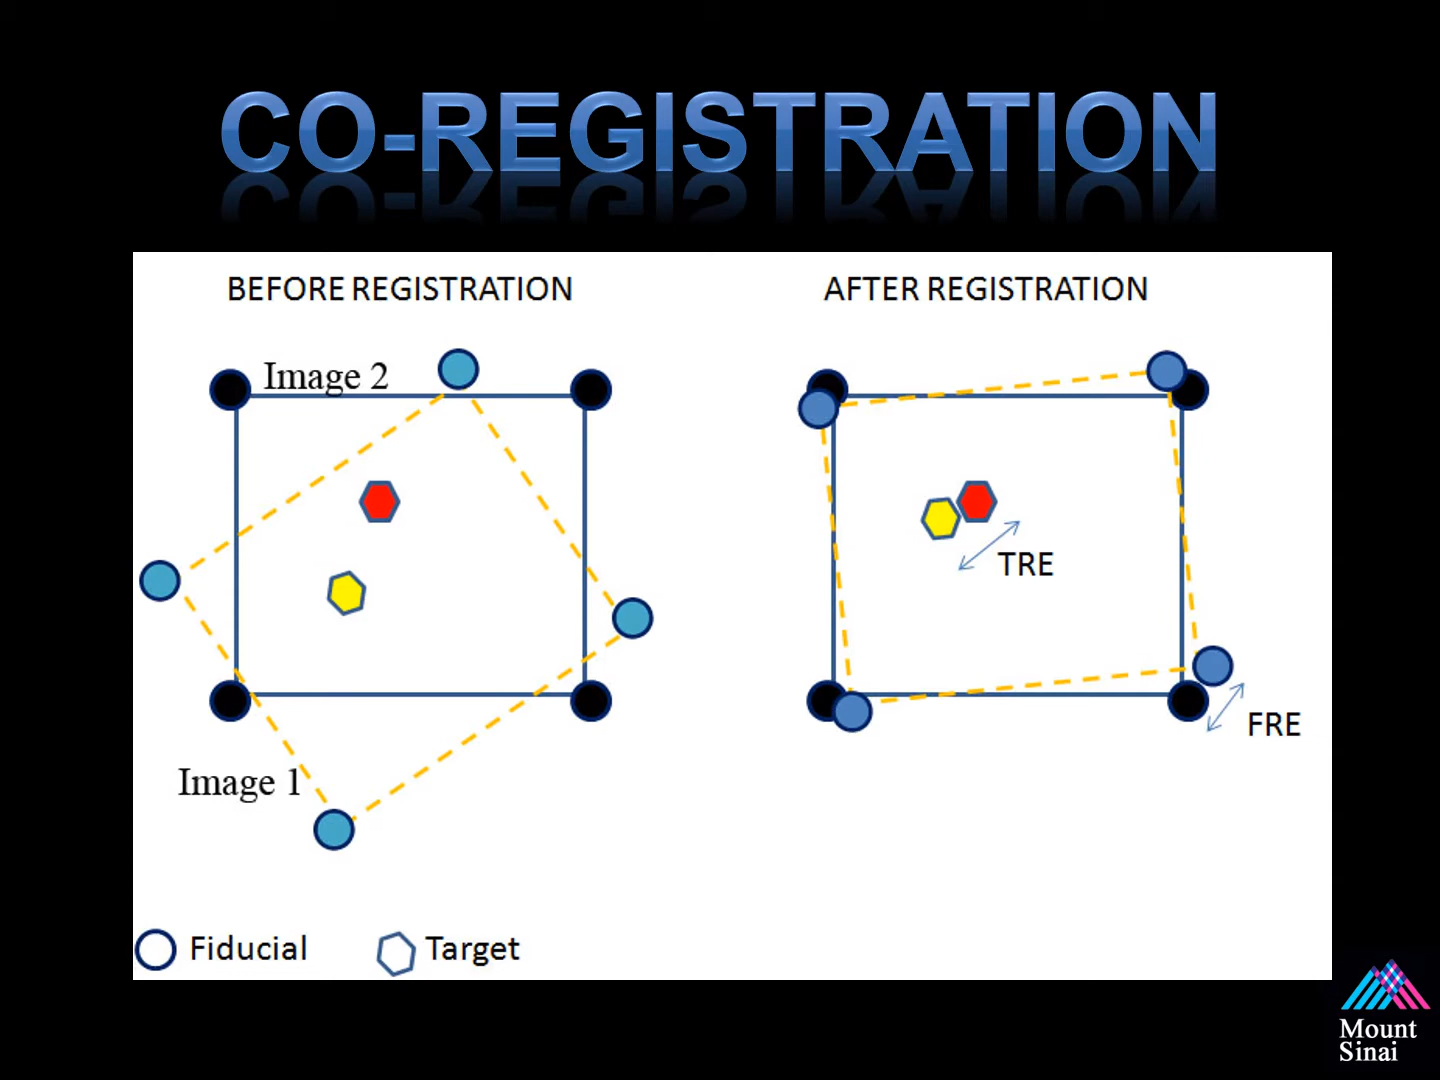 CO-REGISTRATION
BEFORE REGISTRATION
AFTER REGISTRATION
Image 2
TRE
FRE
Image 1
Fiducial
Target
Mount
Sinai